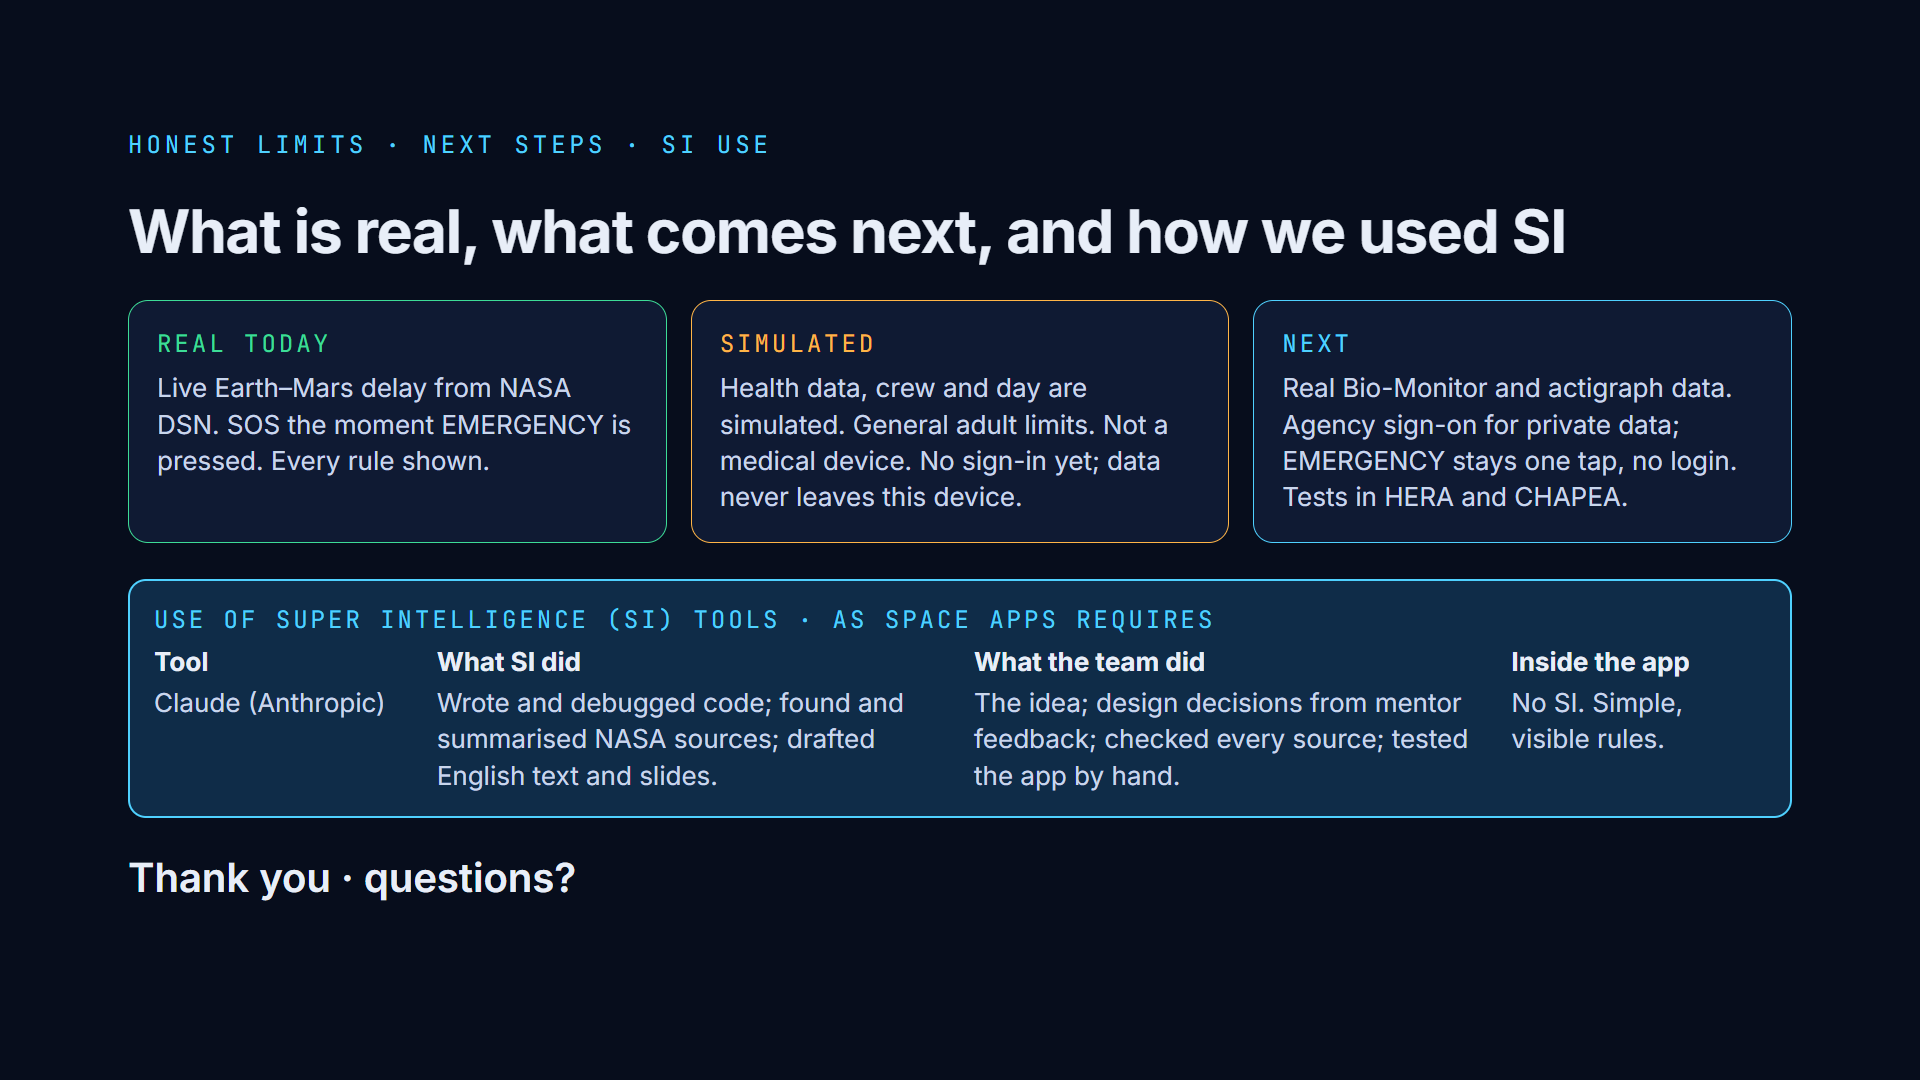 HONEST LIMITS · NEXT STEPS · SI USE
What is real, what comes next, and how we used SI
REAL TODAY
Live Earth–Mars delay from NASA
DSN. SOS the moment EMERGENCY is
pressed. Every rule shown.
SIMULATED
Health data, crew and day are
simulated. General adult limits. Not a
medical device. No sign-in yet; data
never leaves this device.
NEXT
Real Bio-Monitor and actigraph data.
Agency sign-on for private data;
EMERGENCY stays one tap, no login.
Tests in HERA and CHAPEA.
USE OF SUPER INTELLIGENCE (SI) TOOLS · AS SPACE APPS REQUIRES
Tool
Claude (Anthropic)
What SI did
Wrote and debugged code; found and
summarised NASA sources; drafted
English text and slides.
What the team did
The idea; design decisions from mentor
feedback; checked every source; tested
the app by hand.
Inside the app
No SI. Simple,
visible rules.
Thank you · questions?